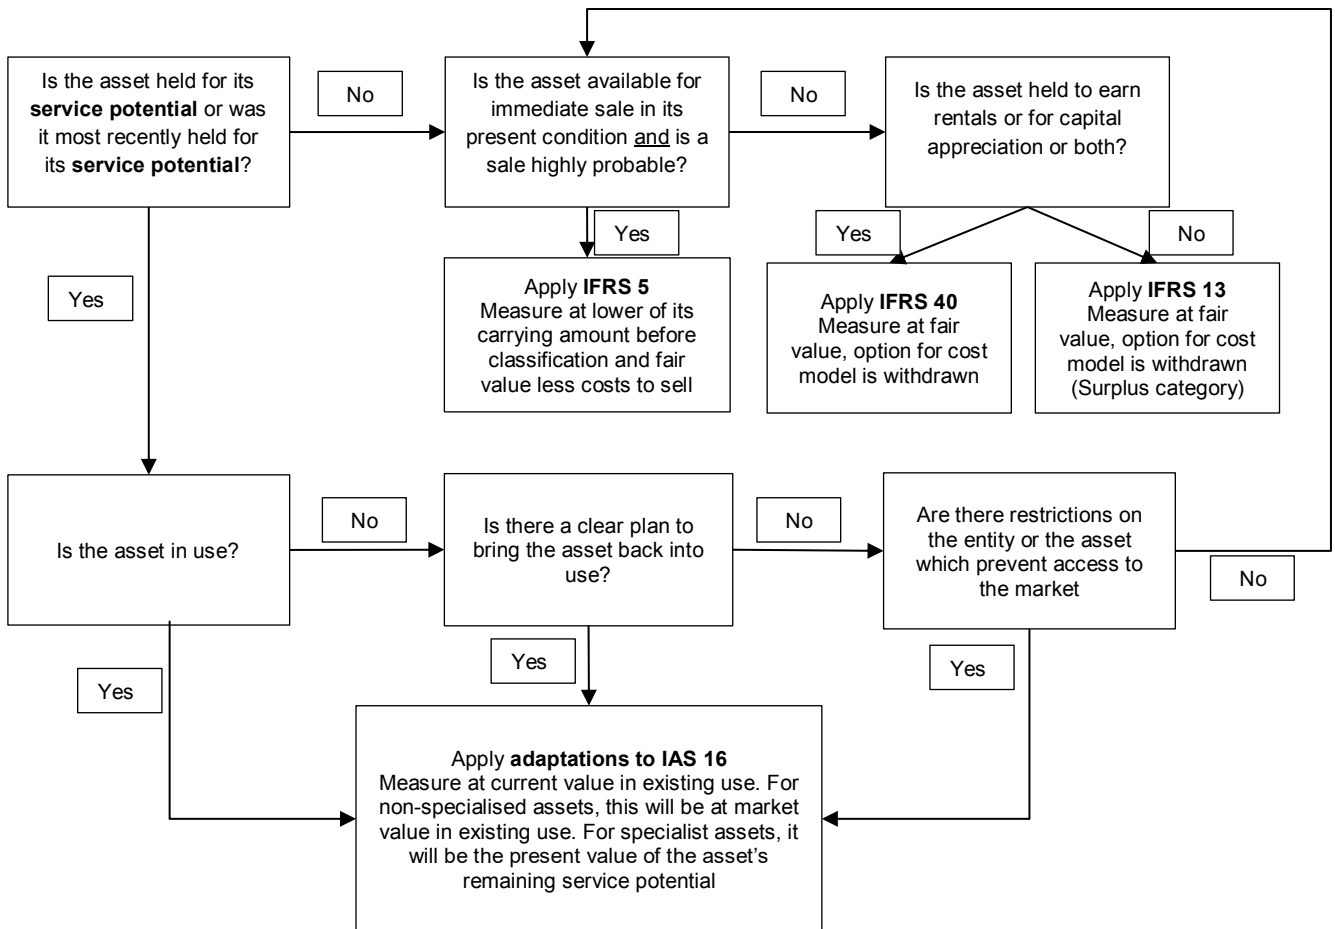 Is the asset held for its
service potential or was
it most recently held for
its service potential?
No
Is the asset available for
immediate sale in its
present condition and is a
sale highly probable?
No
Is the asset held to earn
rentals or for capital
appreciation or both?
Yes
Yes
Yes
No
Apply IFRS 5
Measure at lower of its
carrying amount before
classification and fair
value less costs to sell
Apply IFRS 40
Measure at fair
value, option for cost
model is withdrawn
Apply IFRS 13
Measure at fair
value, option for cost
model is withdrawn
(Surplus category)
Is the asset in use?
No
Is there a clear plan to
bring the asset back into
use?
No
Are there restrictions on
the entity or the asset
which prevent access to
the market
No
Yes
Yes
Yes
Apply adaptations to IAS 16
Measure at current value in existing use. For
non-specialised assets, this will be at market
value in existing use. For specialist assets, it
will be the present value of the asset’s
remaining service potential